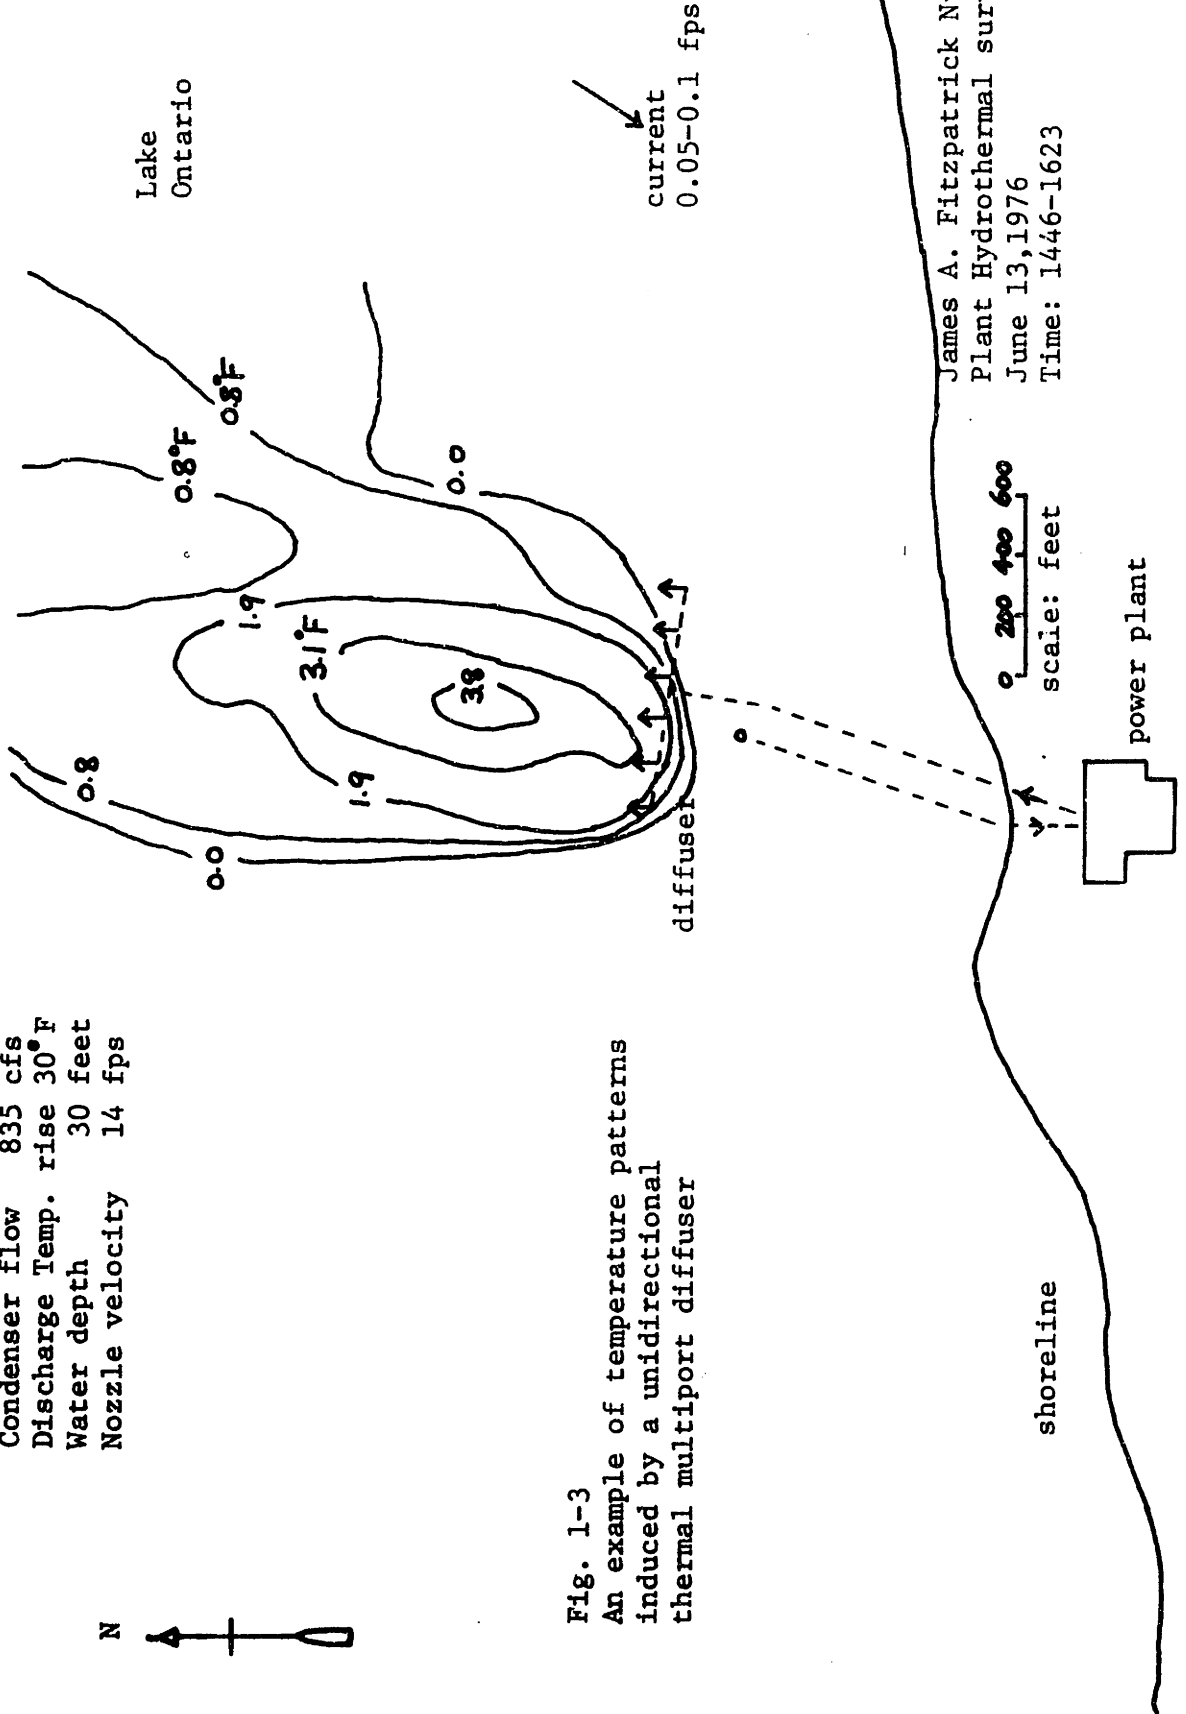 Condenser flow 835 cfs
Discharge Temp. rise 30°F
Water depth 30 feet
Nozzle velocity 14 fps
N
Fig. 1-3
An example of temperature patterns
induced by a unidirectional
thermal multiport diffuser
Lake
Ontario
0.8°F
0.8°F
0.8
0.0
0.0
1.9
1.9
3.1°F
3.8
current
0.05-0.1 fps
diffuser
shoreline
James A. Fitzpatrick
Plant Hydrothermal
June 13,1976
Time: 1446-1623
0 200 400 600
scale: feet
power plant